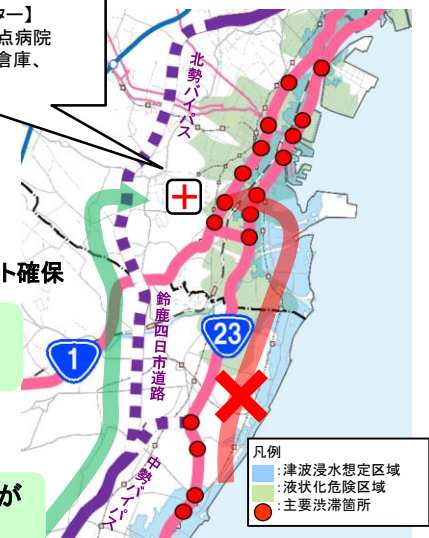 ター】
点病院
倉庫、
北勢バイパス
ト確保
鈴鹿四日市道路
23
1
中勢バイパス
が
凡例
:津波浸水想定区域
:液状化危険区域
:主要渋滞箇所